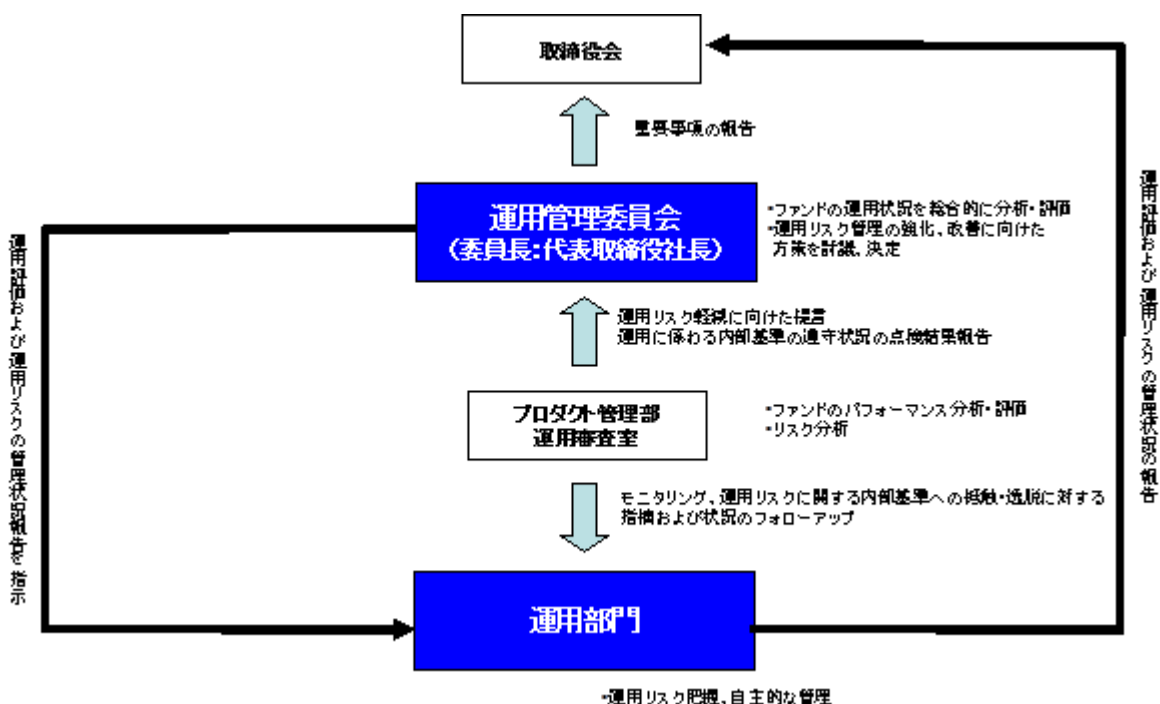 取締役会
重要事項の報告
運用管理委員会
(委員長:代表取締役社長)
・ファンドの運用状況を総合的に分析・評価
・運用リスク管理の強化、改善に向けた
方策を討議、決定
運用リスク軽減に向けた提言
運用に係わる内部基準の遵守状況の点検結果報告
プロダクト管理部
運用審査室
・ファンドのパフォーマンス分析・評価
・リスク分析
モニタリング、運用リスクに関する内部基準への抵触・逸脱に対する
指摘および状況のフォローアップ
運用部門
・運用リスク把握、自主的な管理
運用評価および運用リスクの管理状況報告を指示
運用評価および運用リスクの管理状況の報告